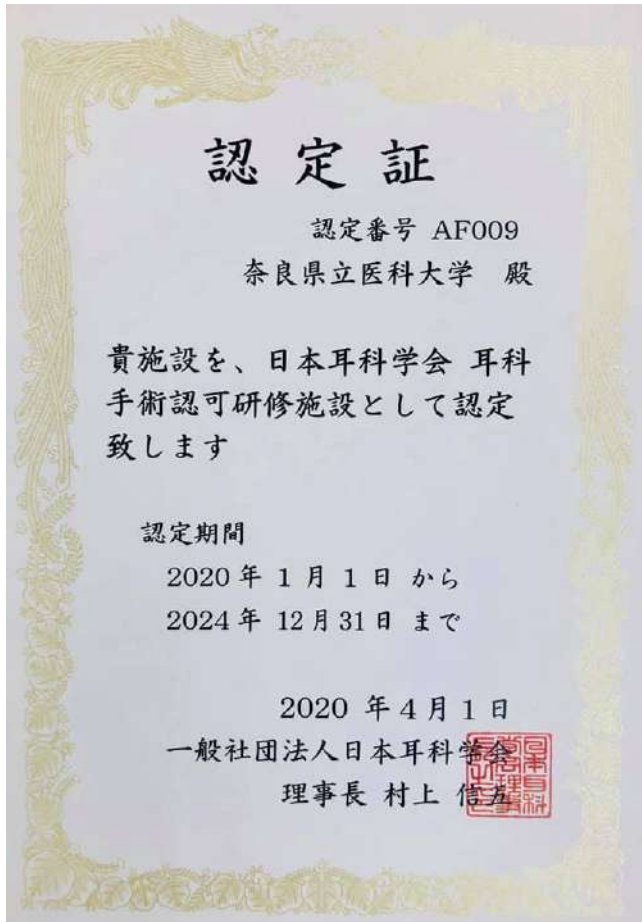 認定証
認定番号 AF009
奈良県立医科大学 殿
貴施設を、日本耳科学会 耳科
手術認可研修施設として認定
致します
認定期間
2020年 1月 1日 から
2024年 12月31日 まで
2020 年 4月 1日
一般社団法人日本耳科学会
理事長 村上 信五